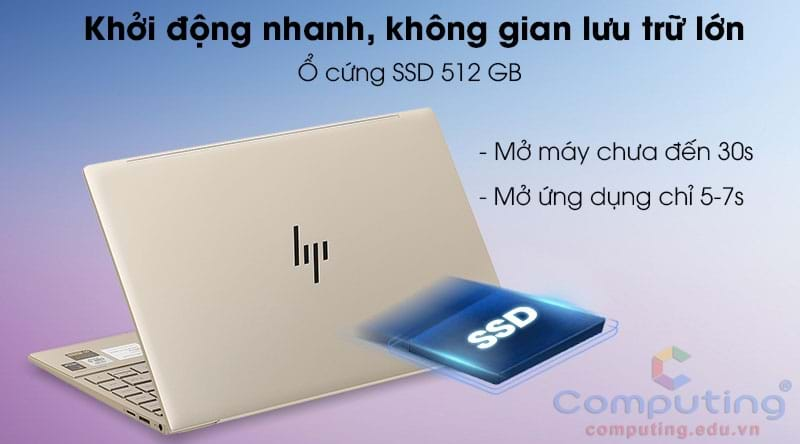 Khởi động nhanh, không gian lưu trữ lớn
Ổ cứng SSD 512 GB
- Mở máy chưa đến 30s
- Mở ứng dụng chỉ 5-7s
hp
SSD
Computing
computing.edu.vn